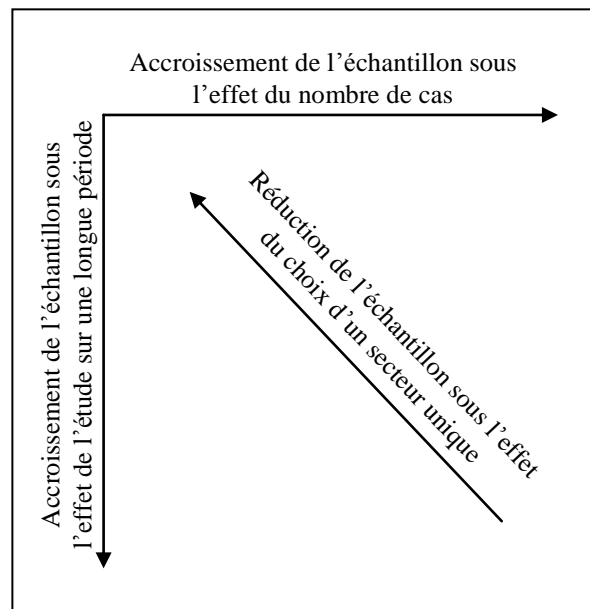 Accroissement de l’échantillon sous
l’effet du nombre de cas
Accroissement de l’échantillon sous
l’effet de l’étude sur une longue période
Réduction de l’échantillon sous l’effet
du choix d’un secteur unique